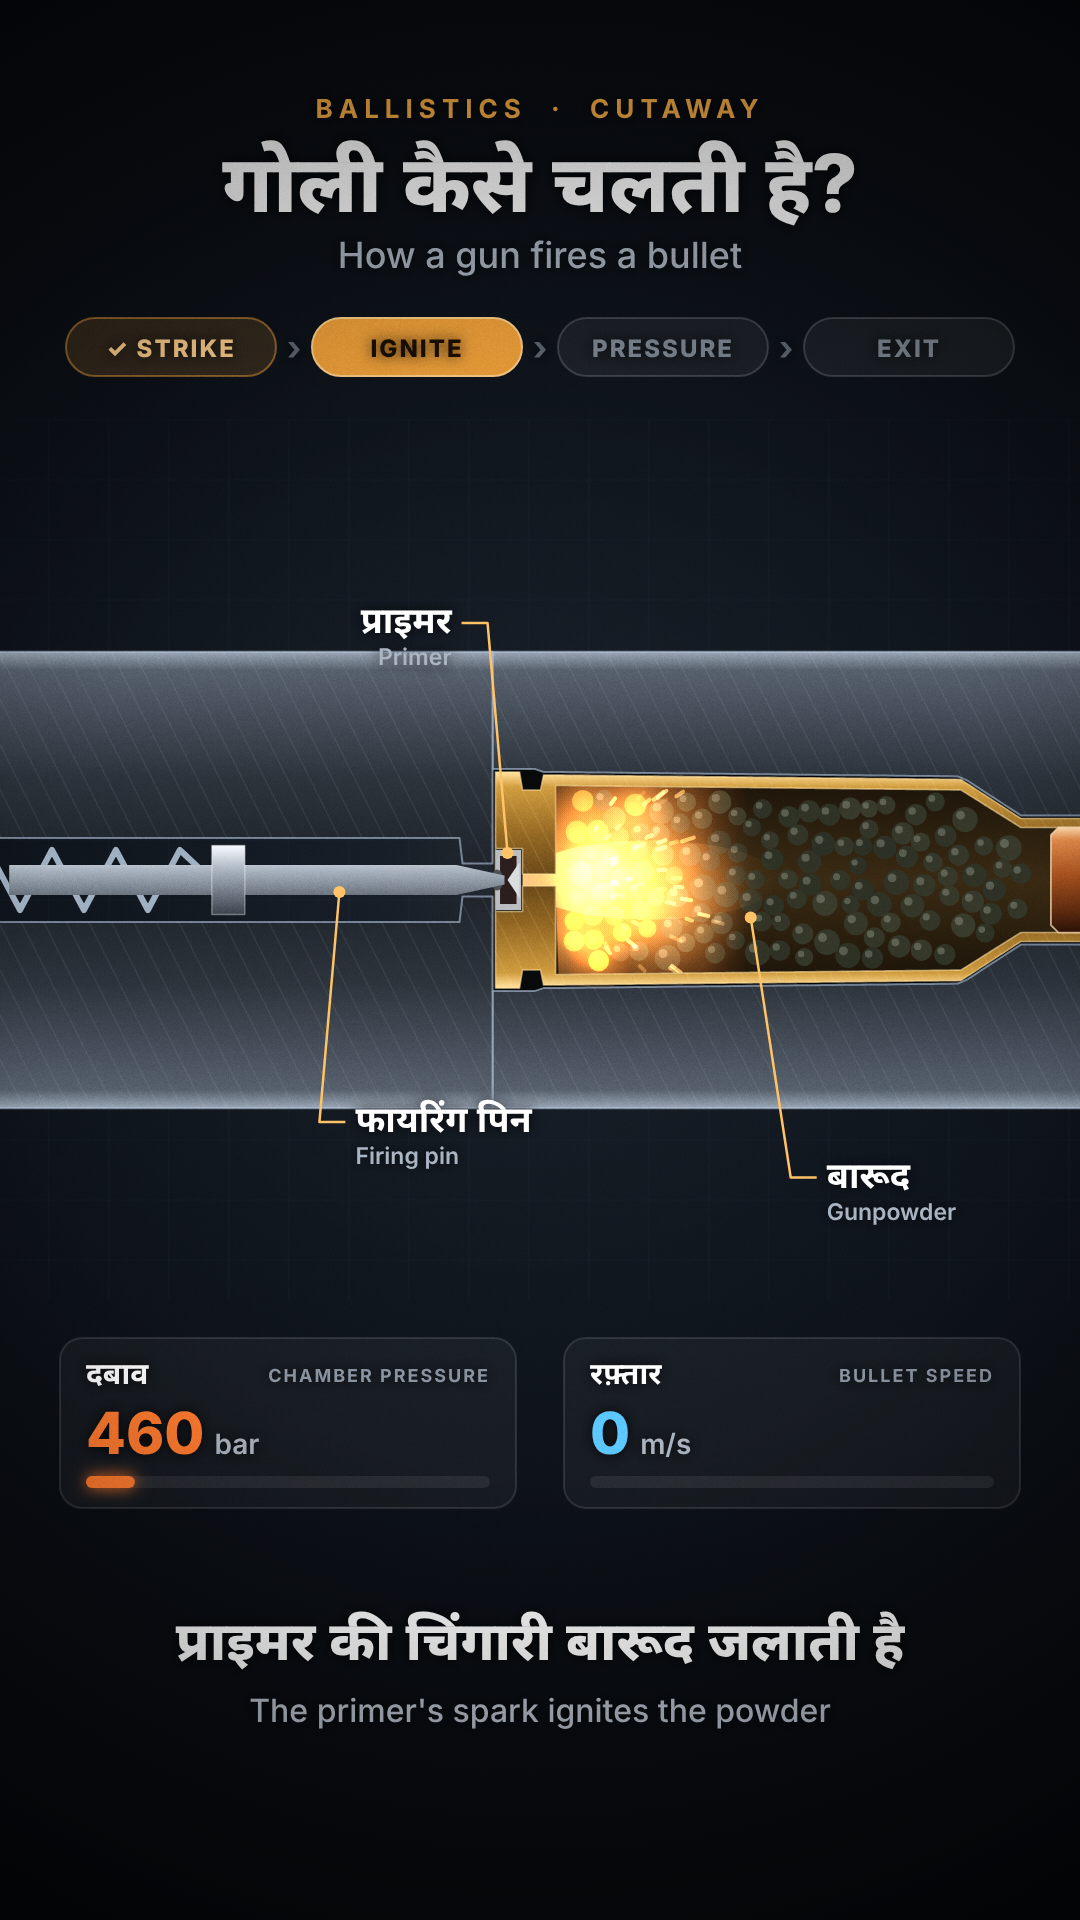 BALLISTICS · CUTAWAY
गोली कैसे चलती है?
How a gun fires a bullet
✓ STRIKE › IGNITE › PRESSURE › EXIT
प्राइमर
Primer
फायरिंग पिन
Firing pin
बारूद
Gunpowder
दबाव CHAMBER PRESSURE
460 bar
रफ़्तार BULLET SPEED
0 m/s
प्राइमर की चिंगारी बारूद जलाती है
The primer's spark ignites the powder